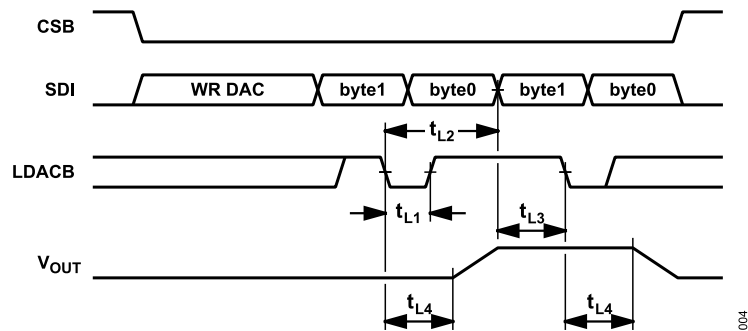 CSB
SDI WR DAC byte1 byte0 byte1 byte0
tL2
LDACB
tL1 tL3
VOUT
tL4 tL4
004